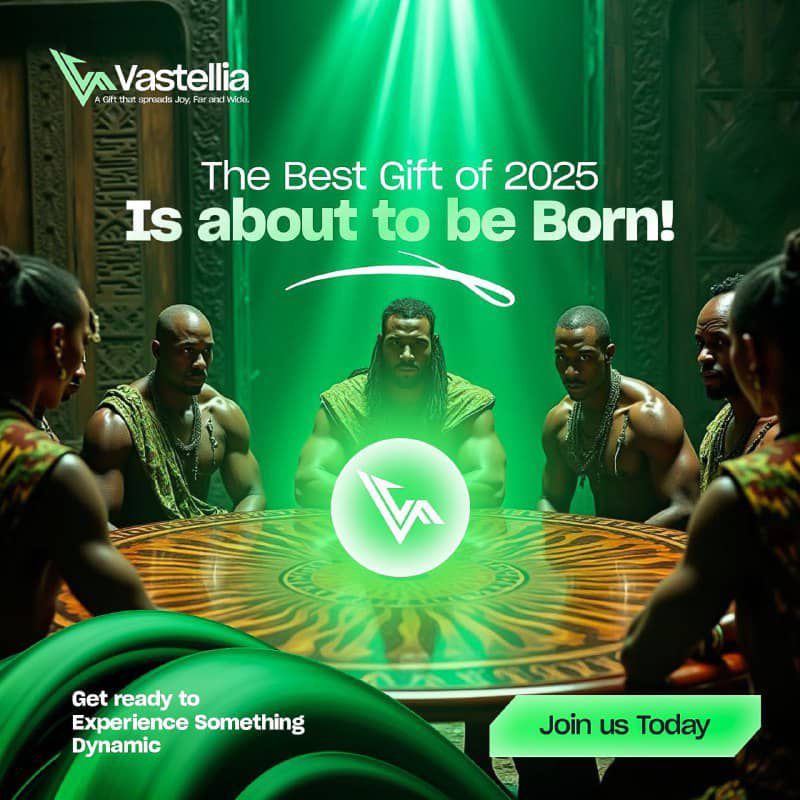 Vastellia
A Gift that spreads Joy, Far and Wide.
The Best Gift of 2025
Is about to be Born!
Get ready to
Experience Something
Dynamic
Join us Today